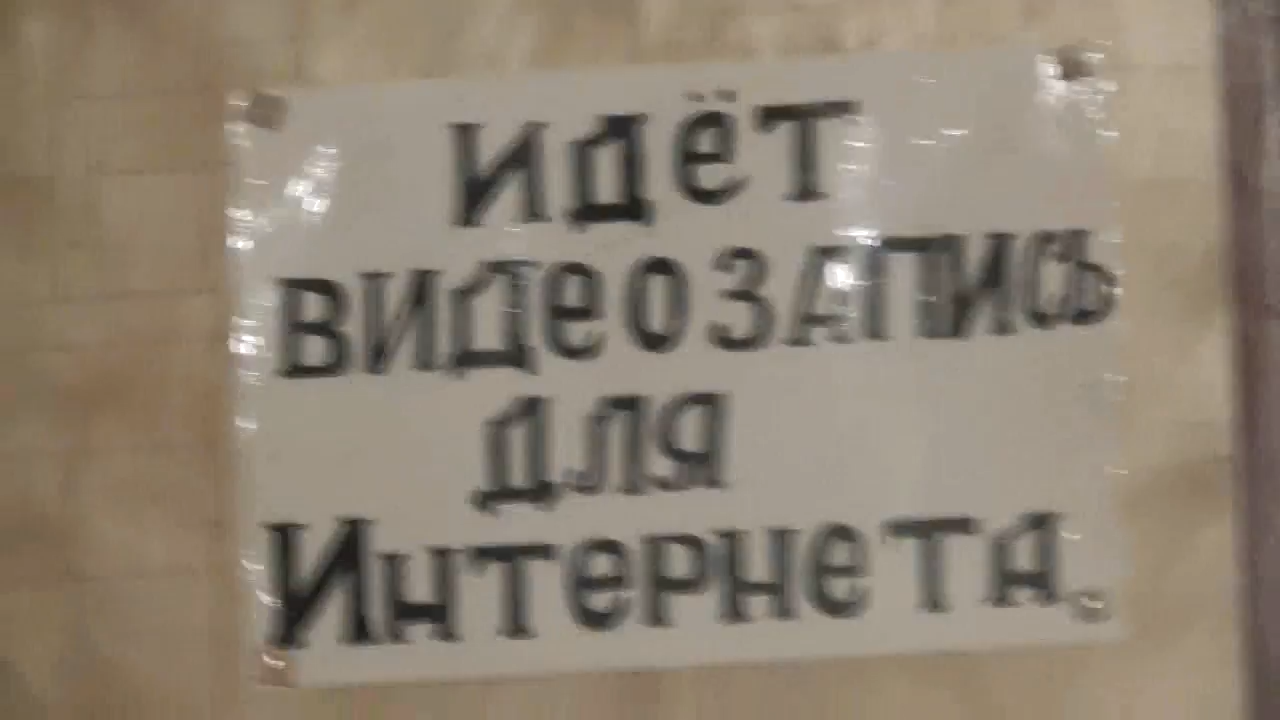 идёт
видеозапись
для
Интернета.